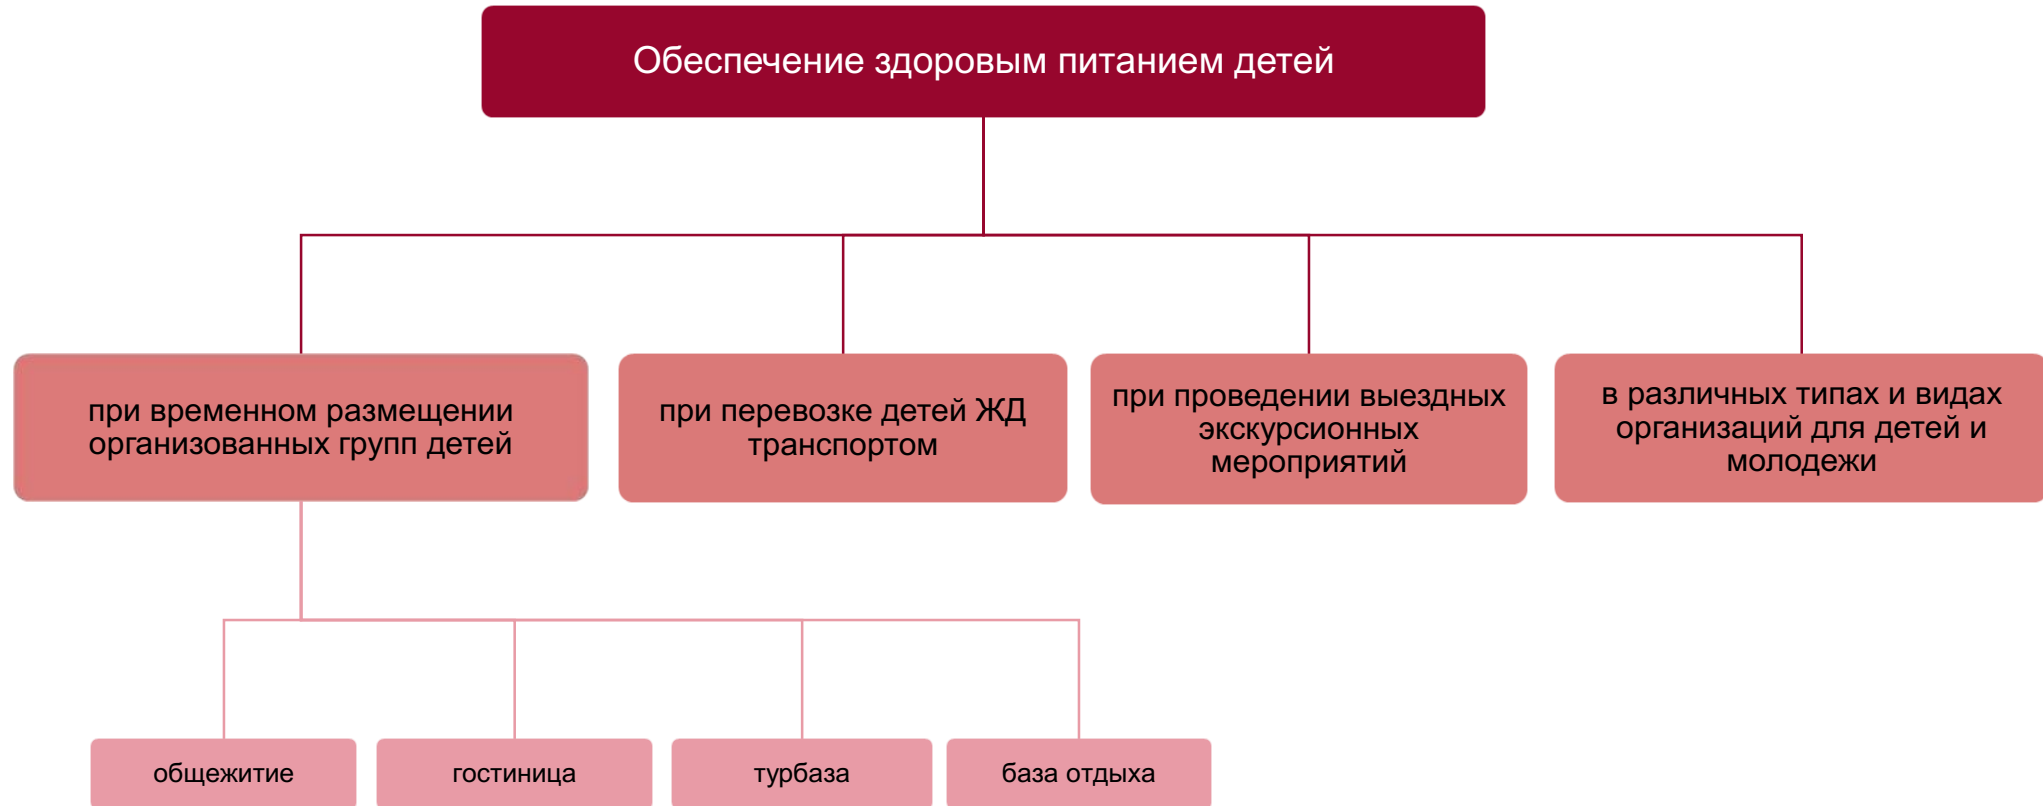 Обеспечение здоровым питанием детей
при временном размещении
организованных групп детей
при перевозке детей ЖД
транспортом
при проведении выездных
экскурсионных
мероприятий
в различных типах и видах
организаций для детей и
молодежи
общежитие
гостиница
турбаза
база отдыха